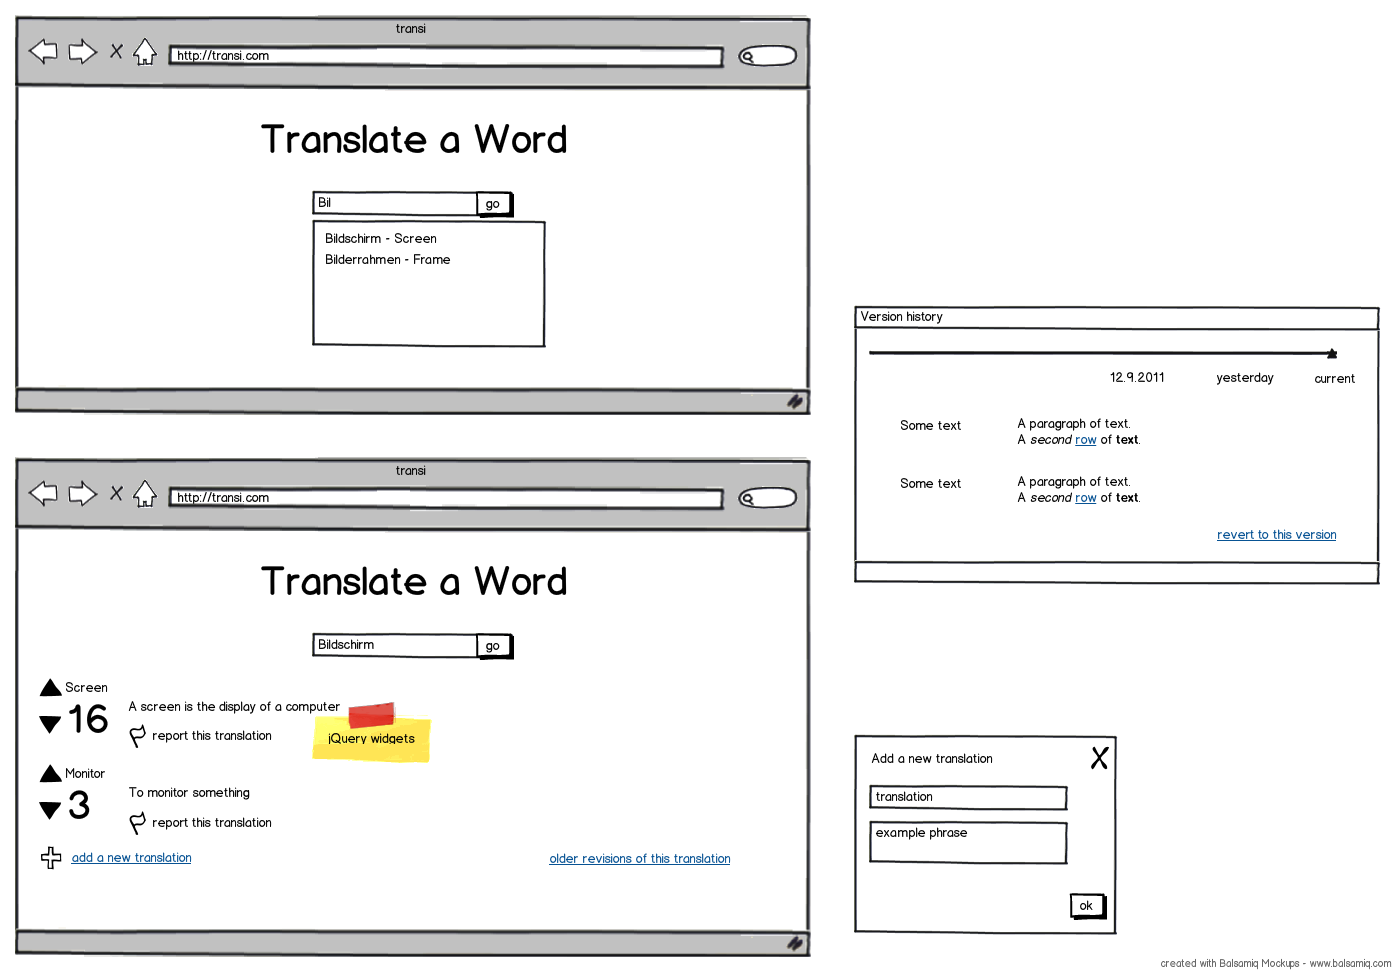 transi
http://transi.com
Translate a Word
Bil
go
Bildschirm - Screen
Bilderrahmen - Frame
transi
http://transi.com
Translate a Word
Bildschirm
go
Screen
16
A screen is the display of a computer
report this translation
jQuery widgets
Monitor
3
To monitor something
report this translation
add a new translation
older revisions of this translation
Version history
12.9.2011
yesterday
current
Some text
A paragraph of text.
A second row of text.
Some text
A paragraph of text.
A second row of text.
revert to this version
Add a new translation
X
translation
example phrase
ok
created with Balsamiq Mockups - www.balsamiq.com